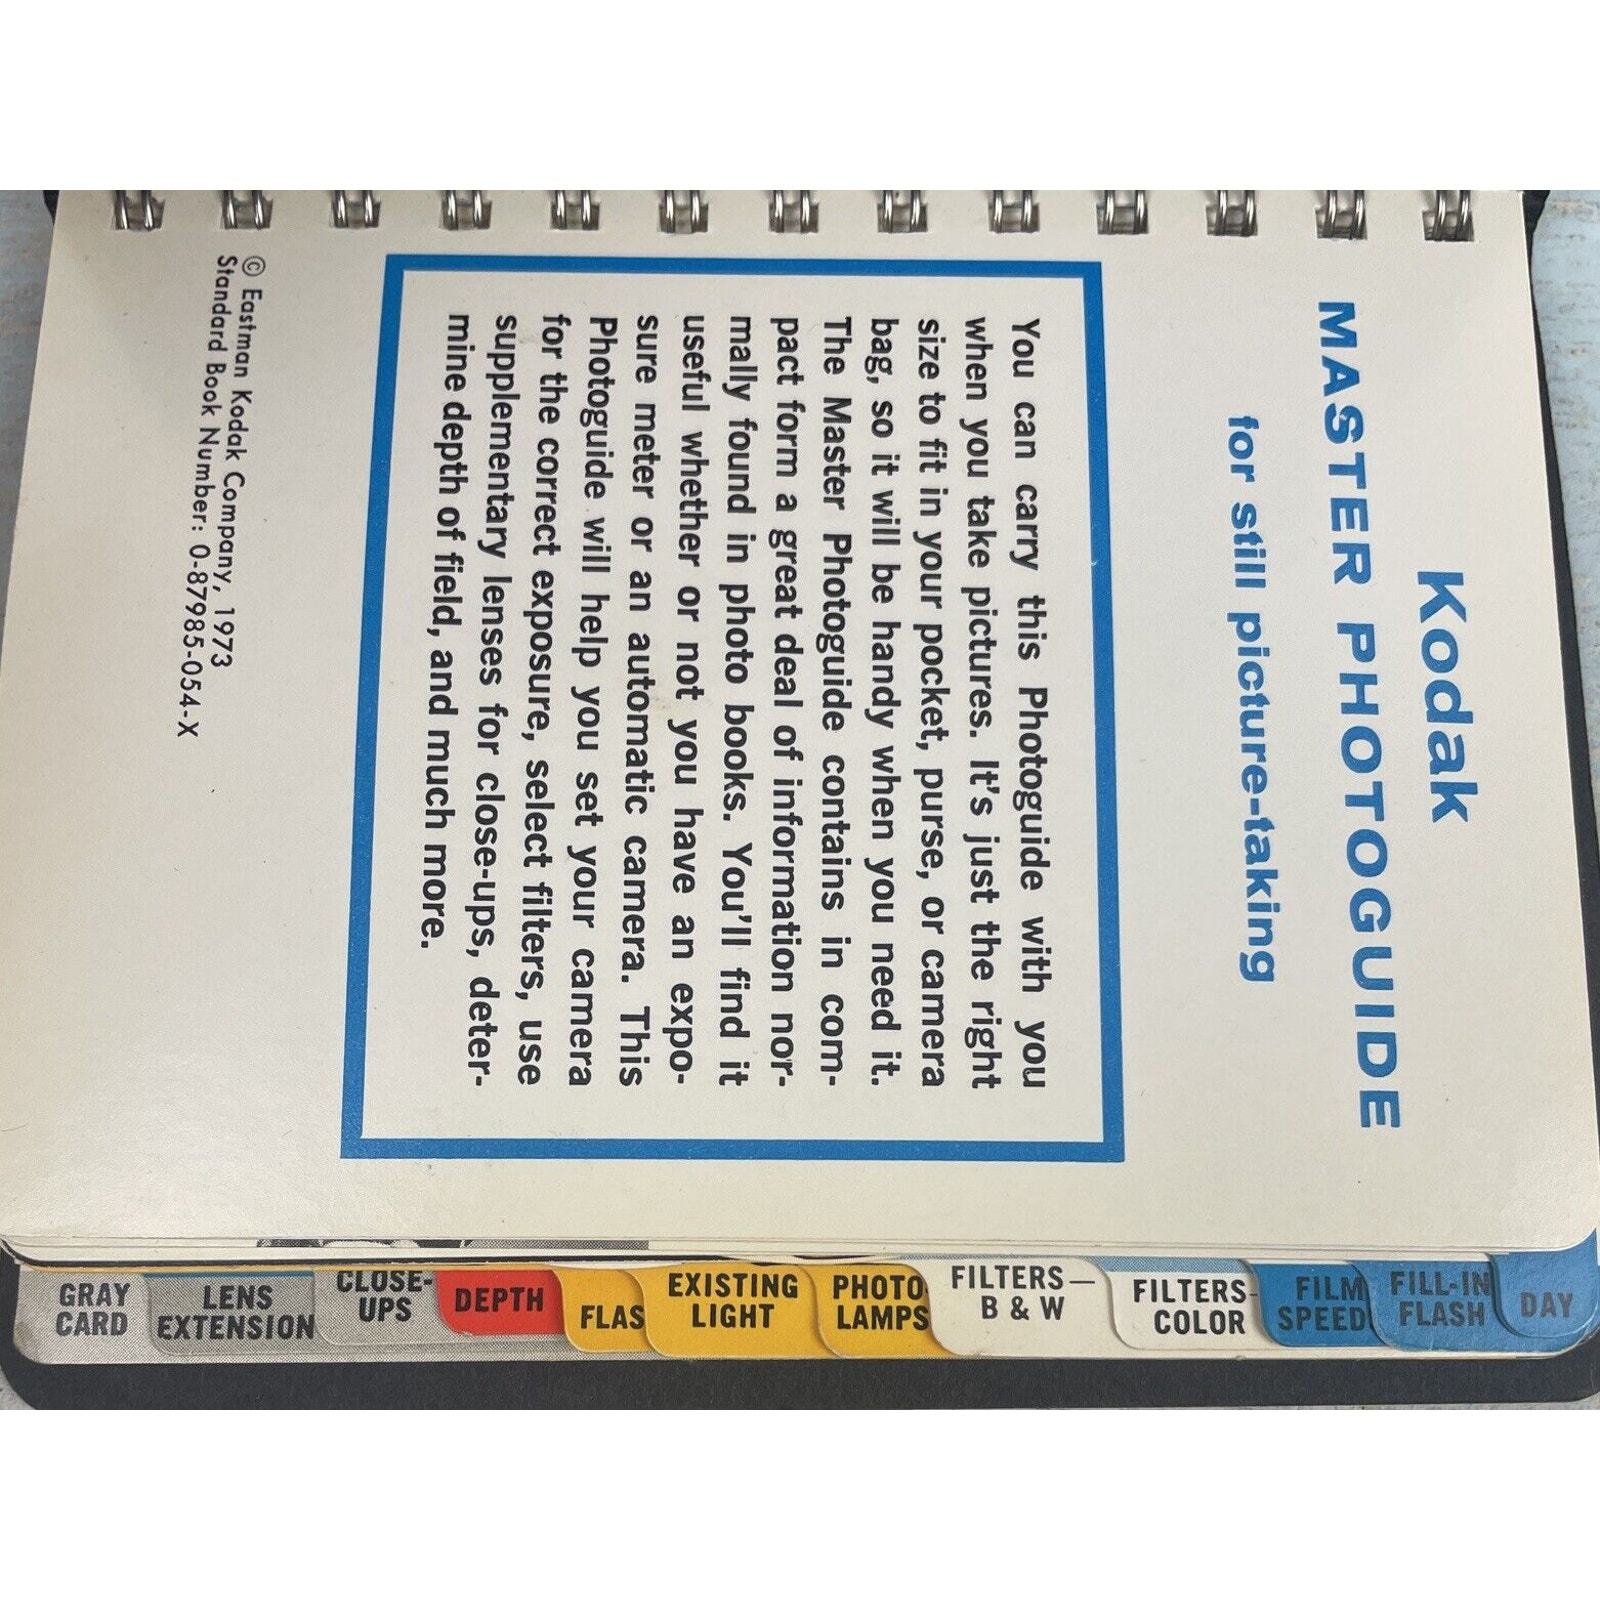 Kodak
MASTER PHOTOGUIDE
for still picture-taking
You can carry this Photoguide with you
when you take pictures. It's just the right
size to fit in your pocket, purse, or camera
bag, so it will be handy when you need it.
The Master Photoguide contains in com-
pact form a great deal of information nor-
mally found in photo books. You'll find it
useful whether or not you have an expo-
sure meter or an automatic camera. This
Photoguide will help you set your camera
for the correct exposure, select filters, use
supplementary lenses for close-ups, deter-
mine depth of field, and much more.
© Eastman Kodak Company, 1973
Standard Book Number: 0-87985-054-X
GRAY
CARD
LENS
EXTENSION
CLOSE-
UPS
DEPTH
FLAS
EXISTING
LIGHT
PHOTO
LAMPS
FILTERS—
B & W
FILTERS-
COLOR
FILM
SPEED
FILL-IN
FLASH
DAY